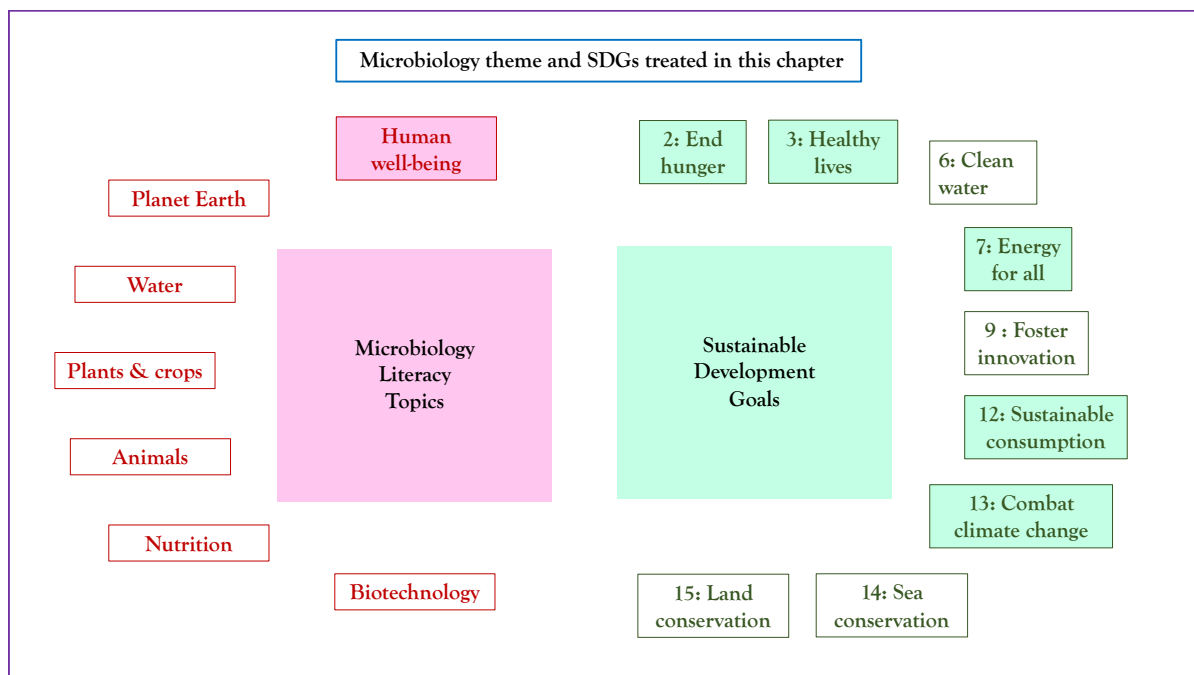 Microbiology theme and SDGs treated in this chapter
Human
well-being
Planet Earth
Water
Plants & crops
Animals
Nutrition
Biotechnology
Microbiology
Literacy
Topics
Sustainable
Development
Goals
2: End
hunger
3: Healthy
lives
6: Clean
water
7: Energy
for all
9 : Foster
innovation
12: Sustainable
consumption
13: Combat
climate change
14: Sea
conservation
15: Land
conservation